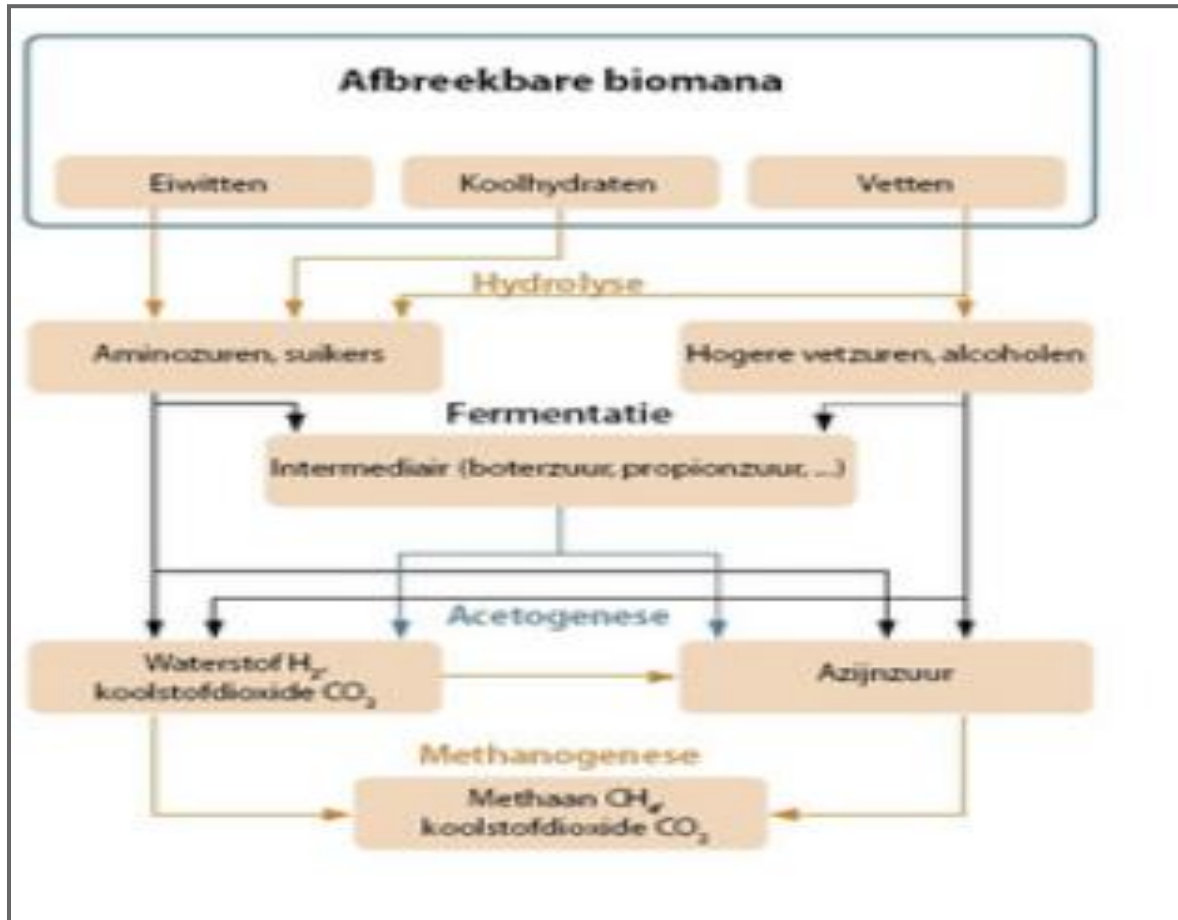 Afbreekbare biomana
Eiwitten
Koolhydraten
Vetten
Hydrolyse
Aminozuren, suikers
Hogere vetzuren, alcoholen
Fermentatie
Intermediair (boterzuur, propionzuur, ...)
Acetogenese
Waterstof H₂,
koolstofdioxide CO₂
Azijnzuur
Methanogenese
Methaan CH₄,
koolstofdioxide CO₂